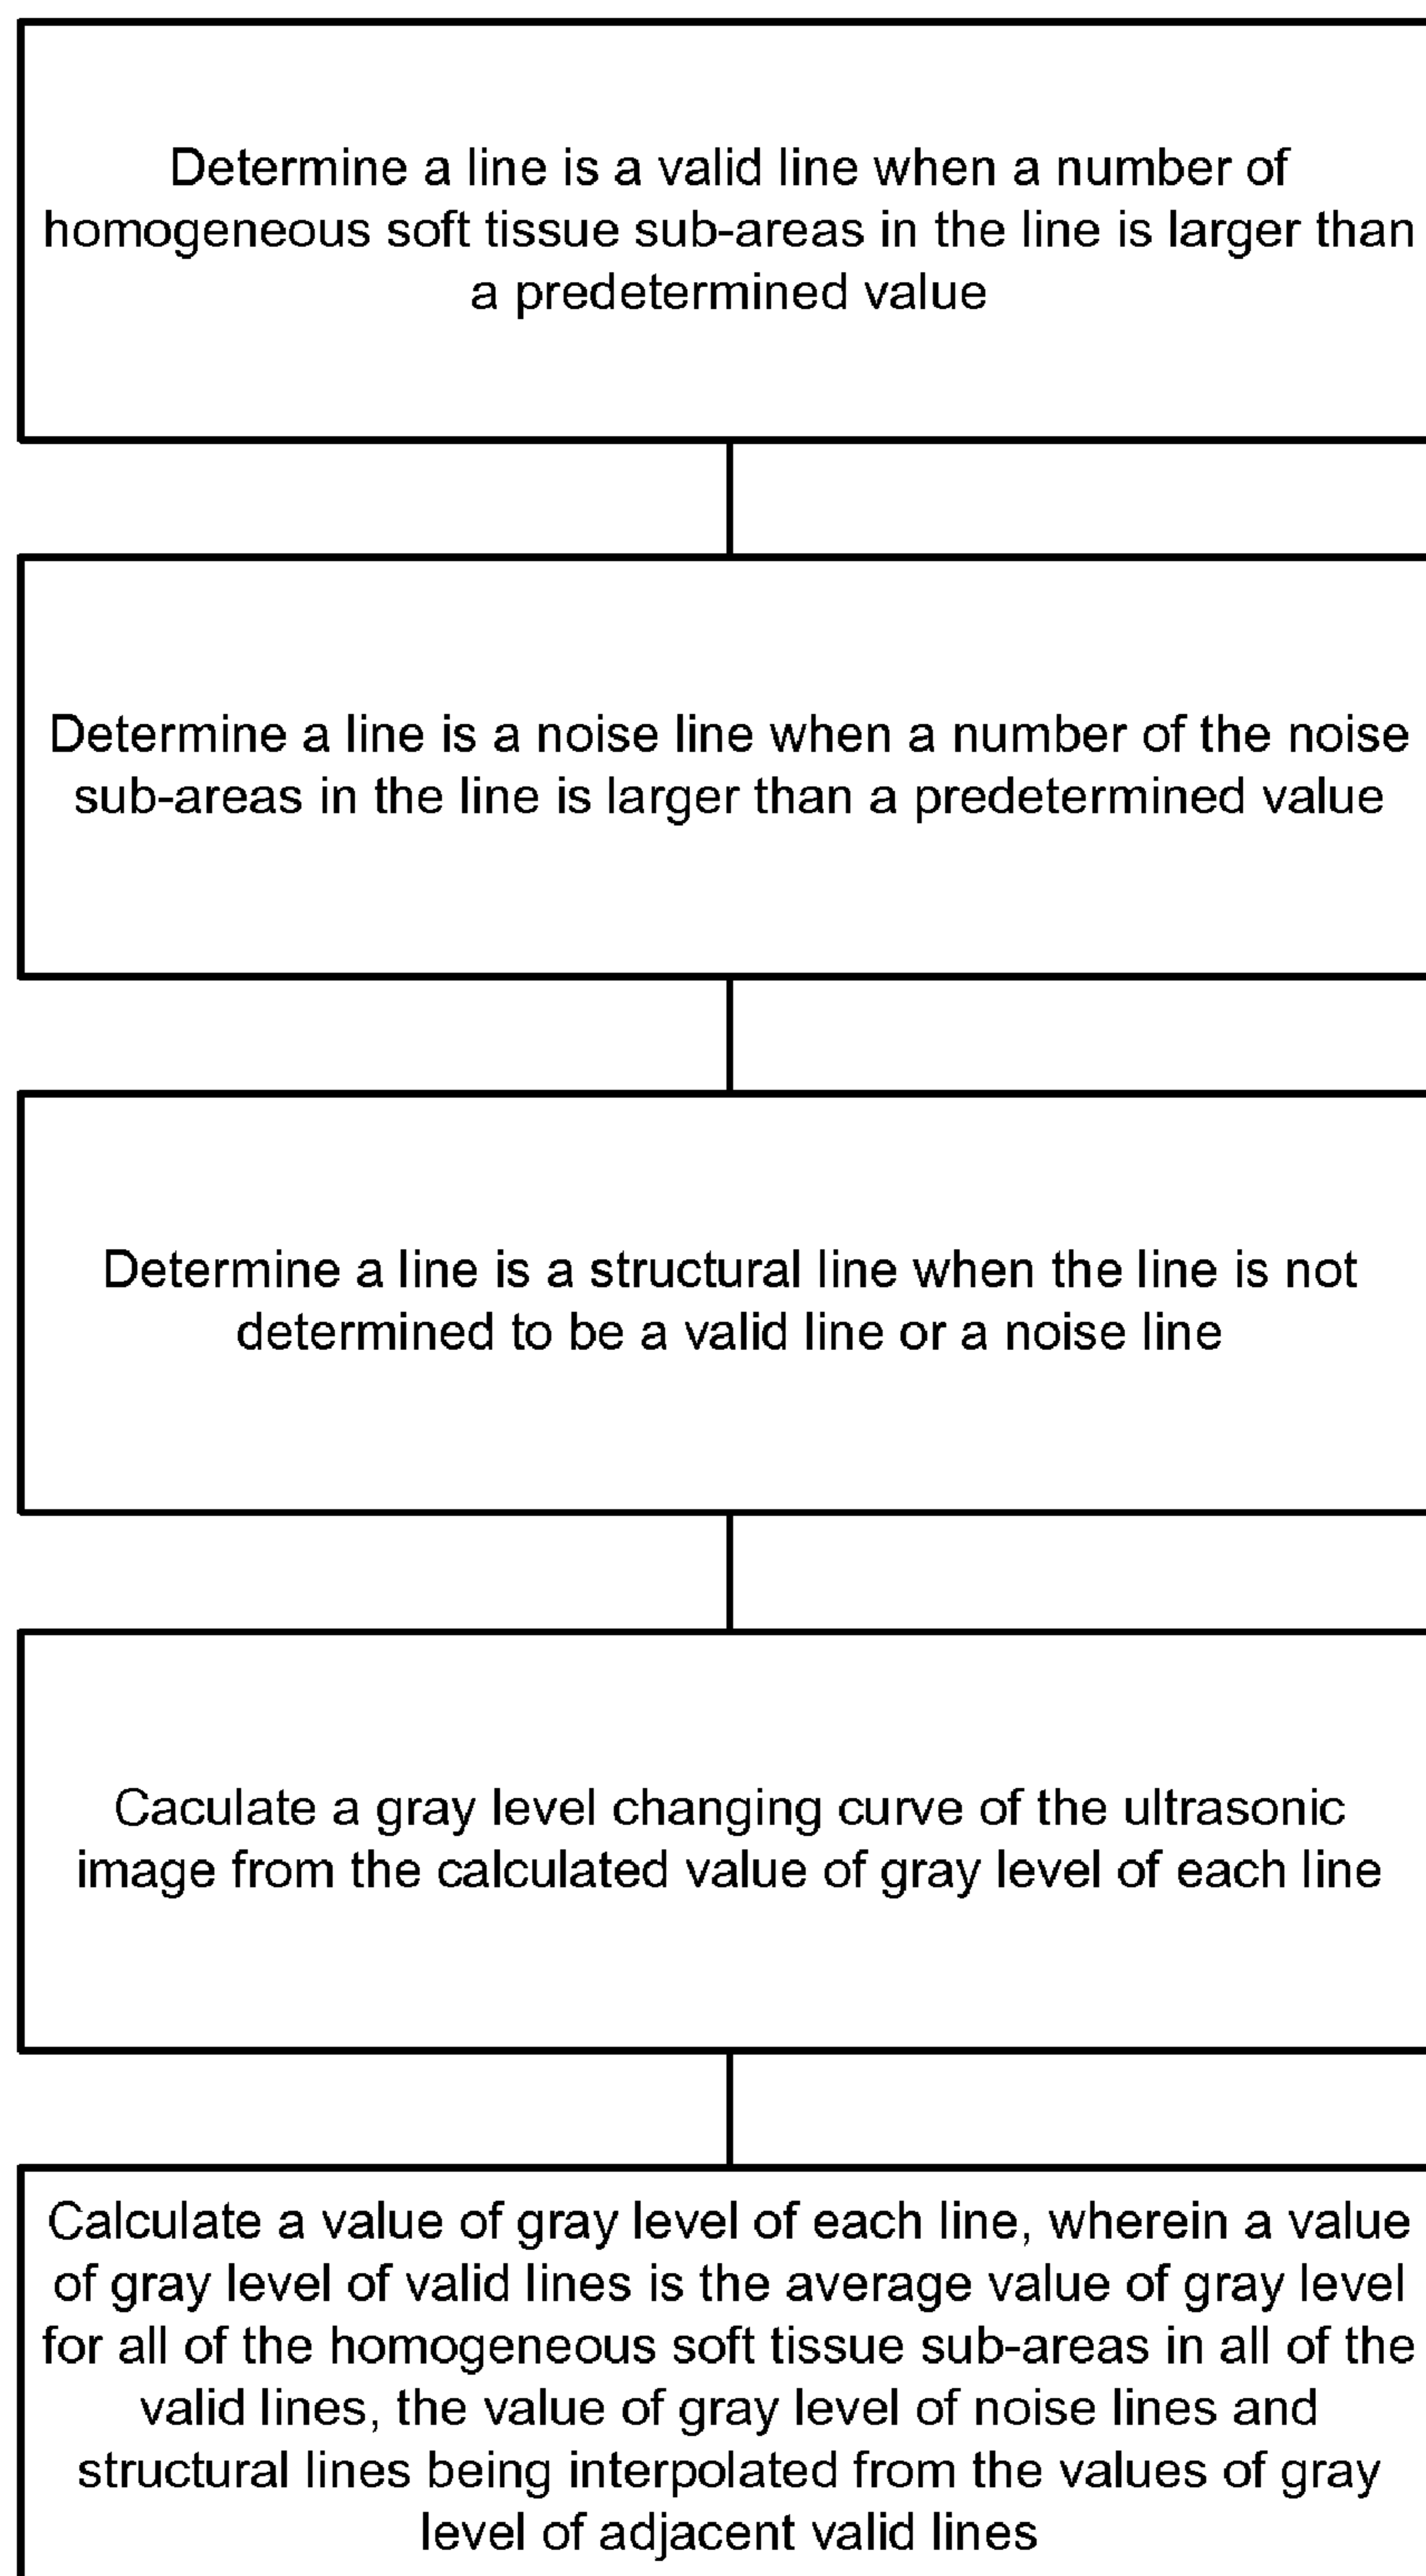 Determine a line is a valid line when a number of
homogeneous soft tissue sub-areas in the line is larger than
a predetermined value
Determine a line is a noise line when a number of the noise
sub-areas in the line is larger than a predetermined value
Determine a line is a structural line when the line is not
determined to be a valid line or a noise line
Caculate a gray level changing curve of the ultrasonic
image from the calculated value of gray level of each line
Calculate a value of gray level of each line, wherein a value
of gray level of valid lines is the average value of gray level
for all of the homogeneous soft tissue sub-areas in all of the
valid lines, the value of gray level of noise lines and
structural lines being interpolated from the values of gray
level of adjacent valid lines